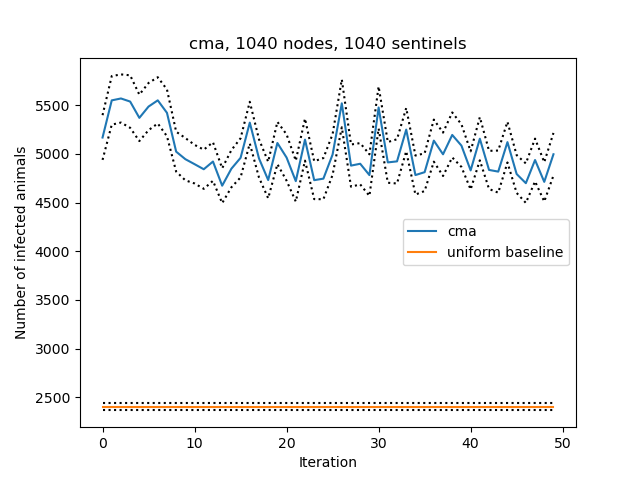 cma, 1040 nodes, 1040 sentinels
Number of infected animals
5500
5000
4500
4000
3500
3000
2500
cma
uniform baseline
0 10 20 30 40 50
Iteration